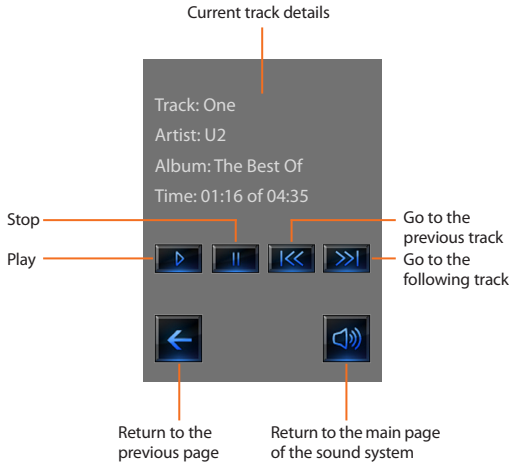 Current track details
Track: One
Artist: U2
Album: The Best Of
Time: 01:16 of 04:35
Stop
Play
Go to the
previous track
Go to the
following track
Return to the
previous page
Return to the main page
of the sound system